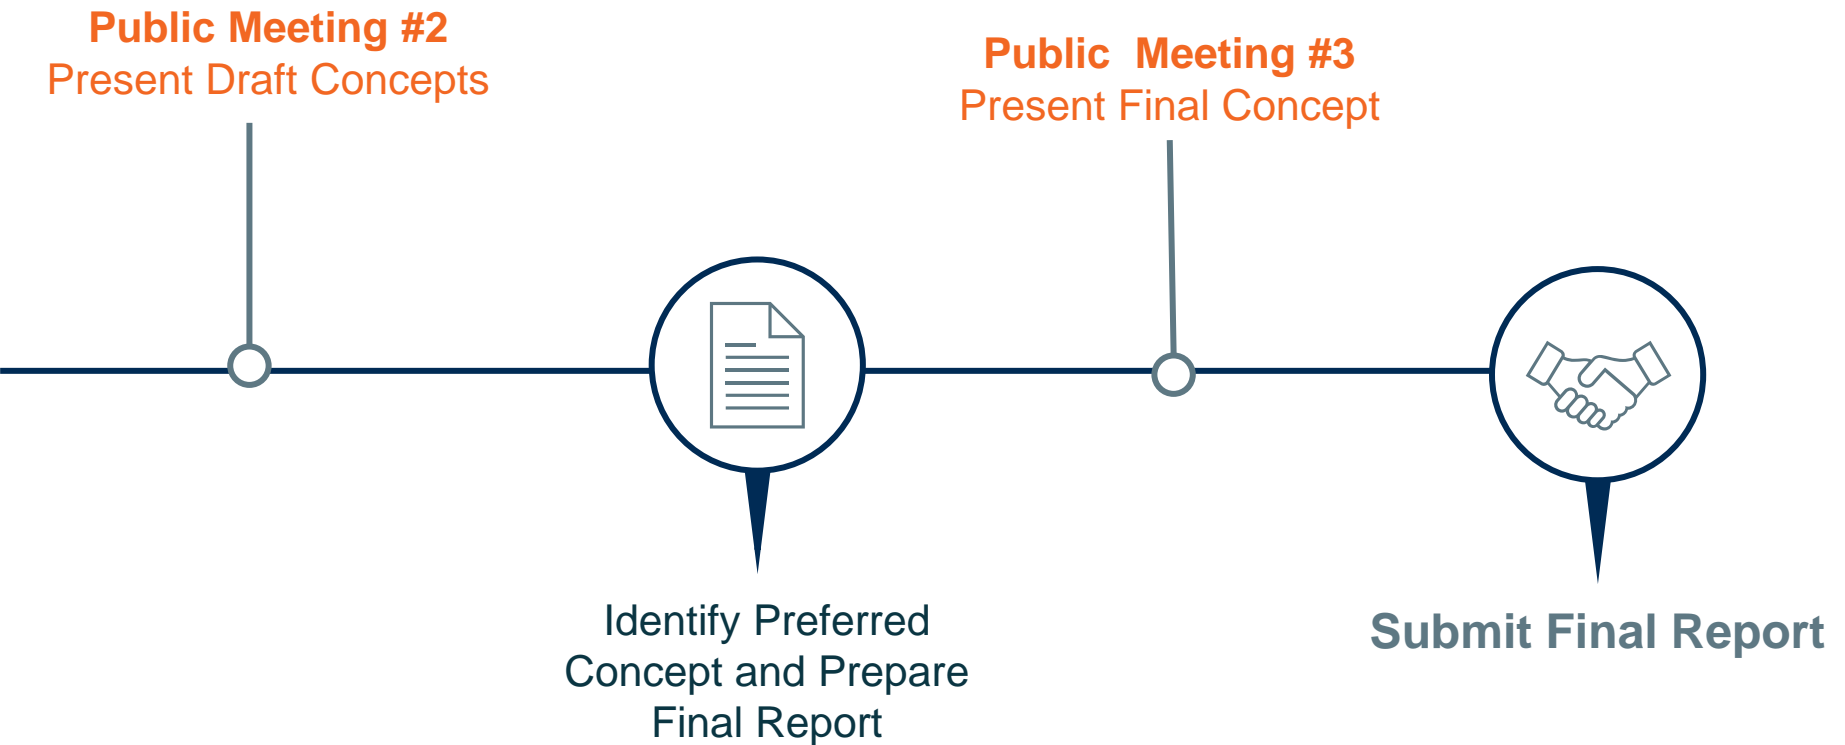 Public Meeting #2
Present Draft Concepts
Public  Meeting #3
Present Final Concept
Identify Preferred
Concept and Prepare
Final Report
Submit Final Report